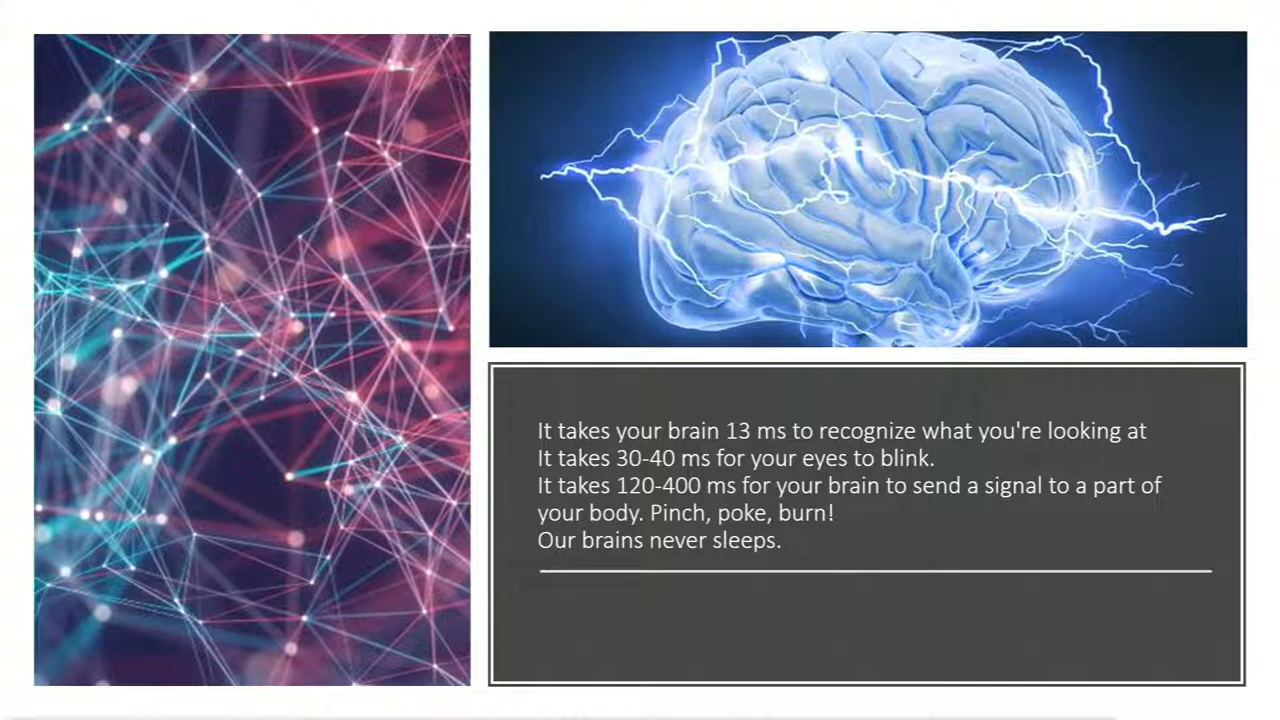 It takes your brain 13 ms to recognize what you're looking at
It takes 30-40 ms for your eyes to blink.
It takes 120-400 ms for your brain to send a signal to a part of
your body. Pinch, poke, burn!
Our brains never sleeps.